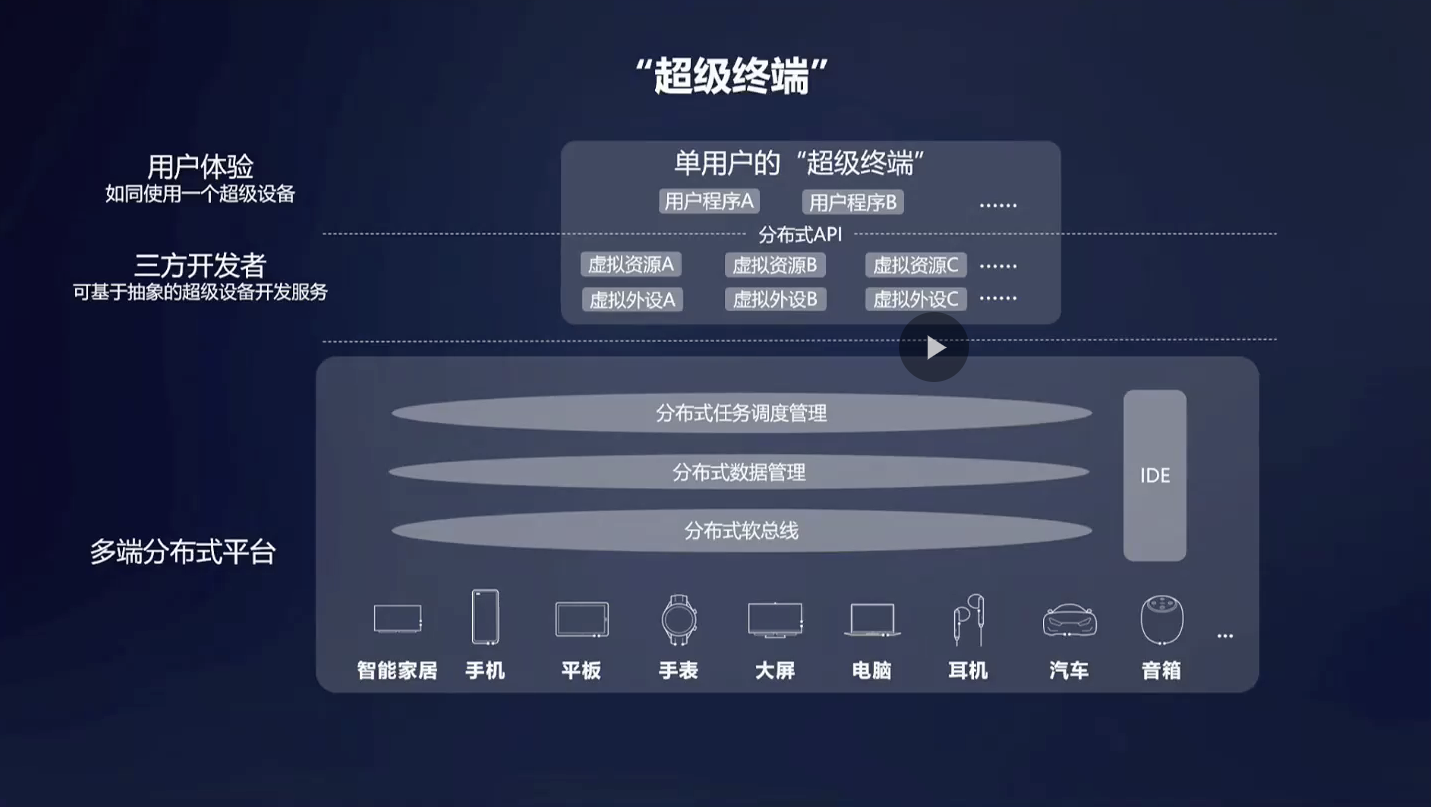 “超级终端”
用户体验
如同使用一个超级设备
单用户的 “超级终端”
用户程序A 用户程序B ······
分布式API
三方开发者
可基于抽象的超级设备开发服务
虚拟资源A 虚拟资源B 虚拟资源C ······
虚拟外设A 虚拟外设B 虚拟外设C ······
多端分布式平台
分布式任务调度管理
分布式数据管理
分布式软总线
IDE
智能家居 手机 平板 手表 大屏 电脑 耳机 汽车 音箱 ...